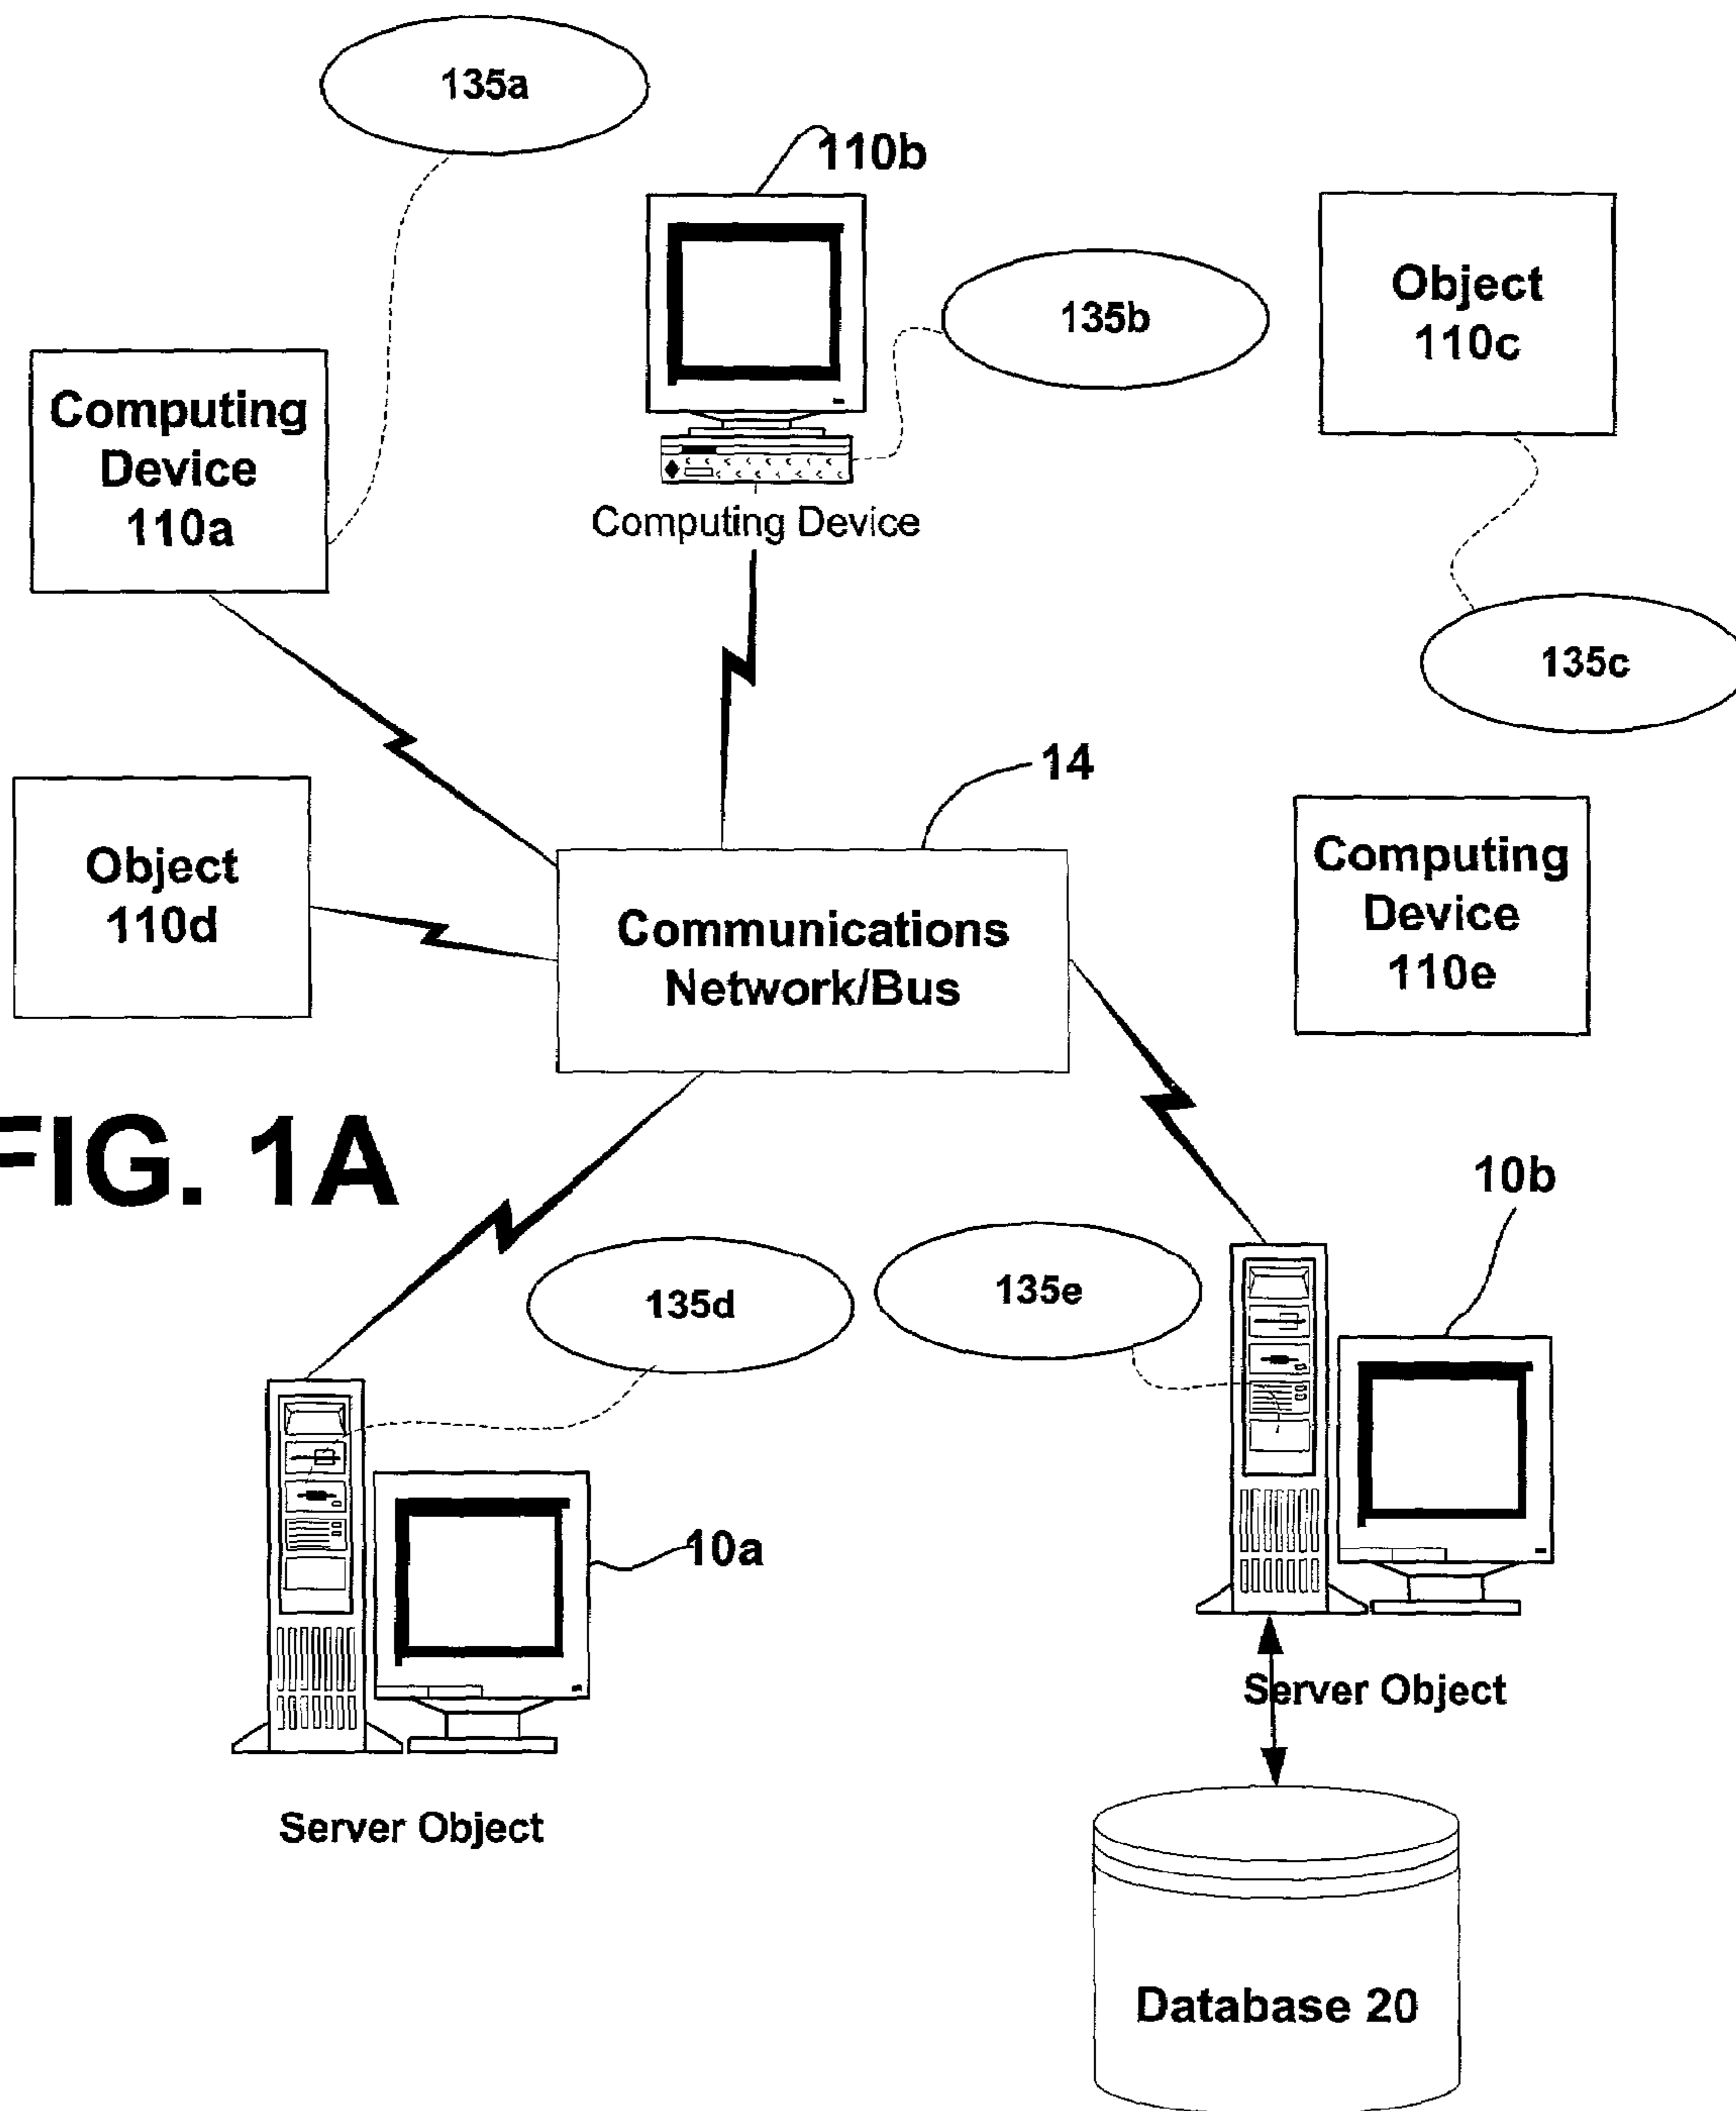 135a
110b
Object
110c
135b
Computing
Device
110a
Computing Device
135c
14
Object
110d
Computing
Device
110e
Communications
Network/Bus
FIG. 1A
10b
135e
135d
10a
Server Object
Server Object
Database 20